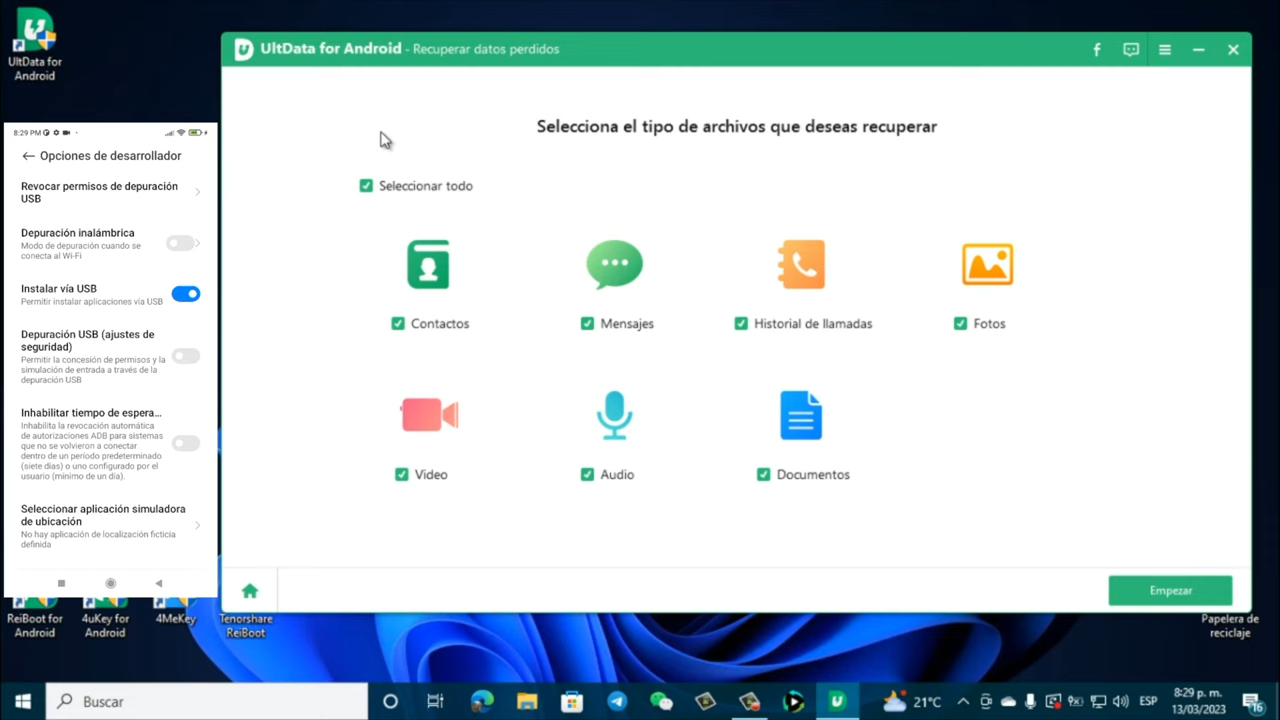 UltData for
Android
UltData for Android - Recuperar datos perdidos
8:29 PM
Opciones de desarrollador
Revocar permisos de depuración
USB
Depuración inalámbrica
Modo de depuración cuando se
conecta al Wi-Fi
Instalar vía USB
Permitir instalar aplicaciones vía USB
Depuración USB (ajustes de
seguridad)
Permitir la concesión de permisos y la
simulación de entrada a través de la
depuración USB
Inhabilitar tiempo de espera...
Inhabilita la revocación automática
de autorizaciones ADB para sistemas
que no se volvieron a conectar
dentro de un período predeterminado
(siete días) o uno configurado por el
usuario (mínimo de un día).
Seleccionar aplicación simuladora
de ubicación
No hay aplicación de localización ficticia
definida
Selecciona el tipo de archivos que deseas recuperar
Seleccionar todo
Contactos
Mensajes
Historial de llamadas
Fotos
Video
Audio
Documentos
Empezar
ReiBoot for
Android
4uKey for
Android
4MeKey
Tenorshare
ReiBoot
Papelera de
reciclaje
Buscar
21°C
ESP
8:29 p. m.
13/03/2023
16